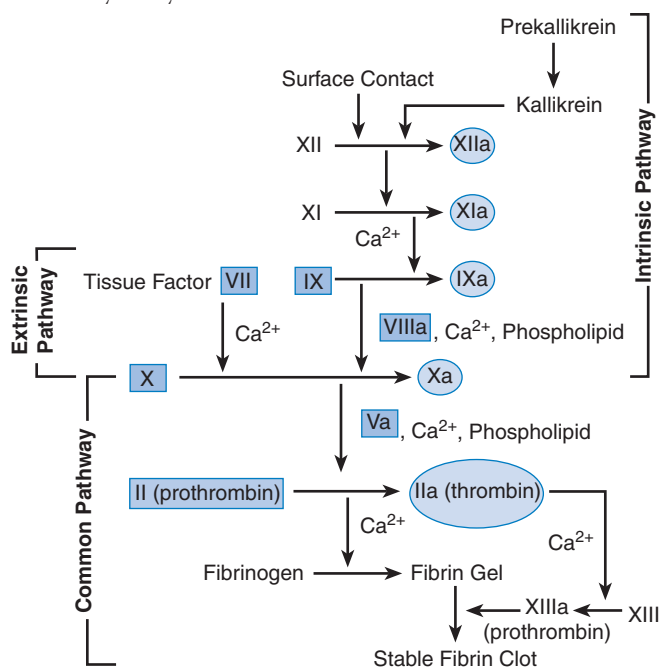 Prekallikrein
Surface Contact
Kallikrein
XII
XIIa
XI
XIa
Ca2+
Intrinsic Pathway
Extrinsic
Pathway
Tissue Factor VII
IX
IXa
Ca2+
VIIIa, Ca2+, Phospholipid
X
Xa
Va, Ca2+, Phospholipid
Common Pathway
II (prothrombin)
IIa (thrombin)
Ca2+
Ca2+
Fibrinogen
Fibrin Gel
XIIIa
(prothrombin)
XIII
Stable Fibrin Clot